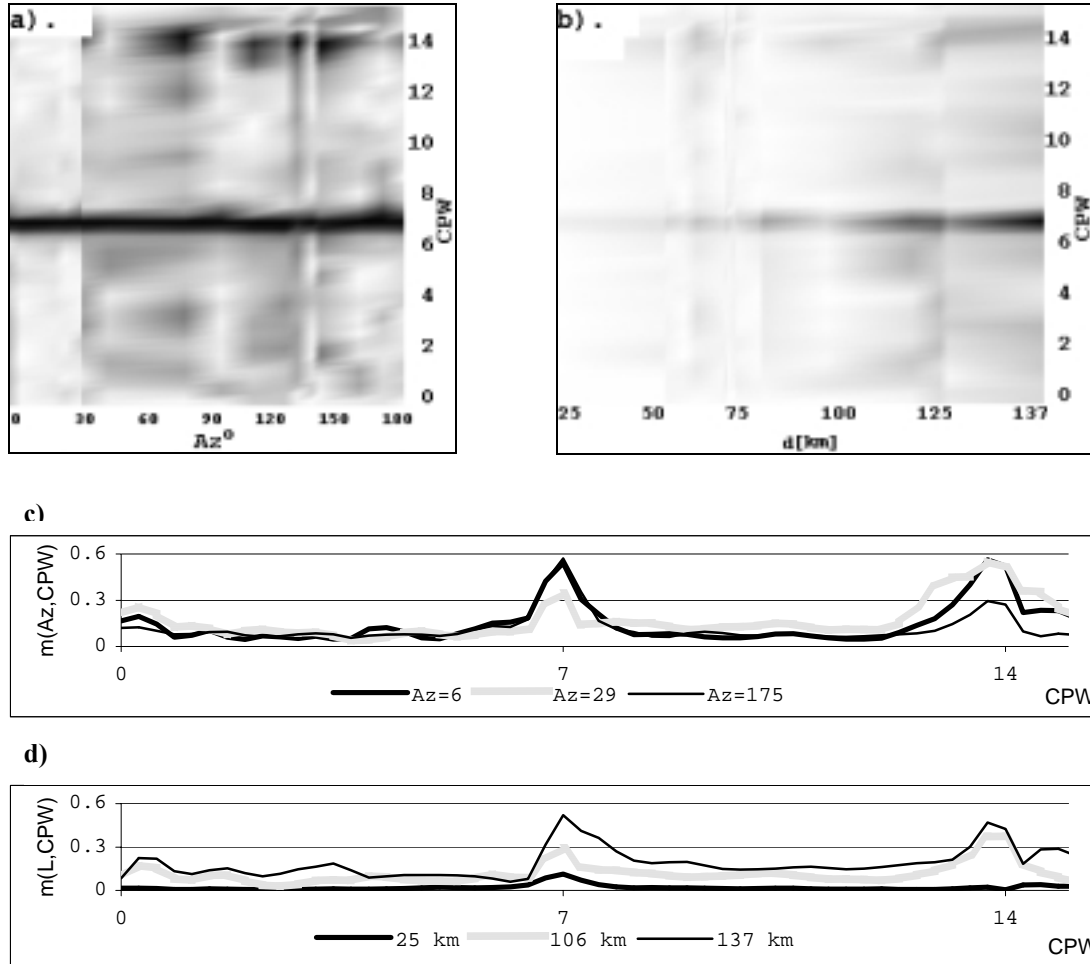 a).
14
12
10
8
6
4
2
0
CPW
0 30 60 90 120 150 180
Az°
b).
14
12
10
8
6
4
2
0
CPW
25 50 75 100 125 137
d[km]
c)
m(Az,CPW)
0.6
0.3
0
0 7 14
Az=6 Az=29 Az=175
CPW
d)
m(L,CPW)
0.6
0.3
0
0 7 14
25 km 106 km 137 km
CPW